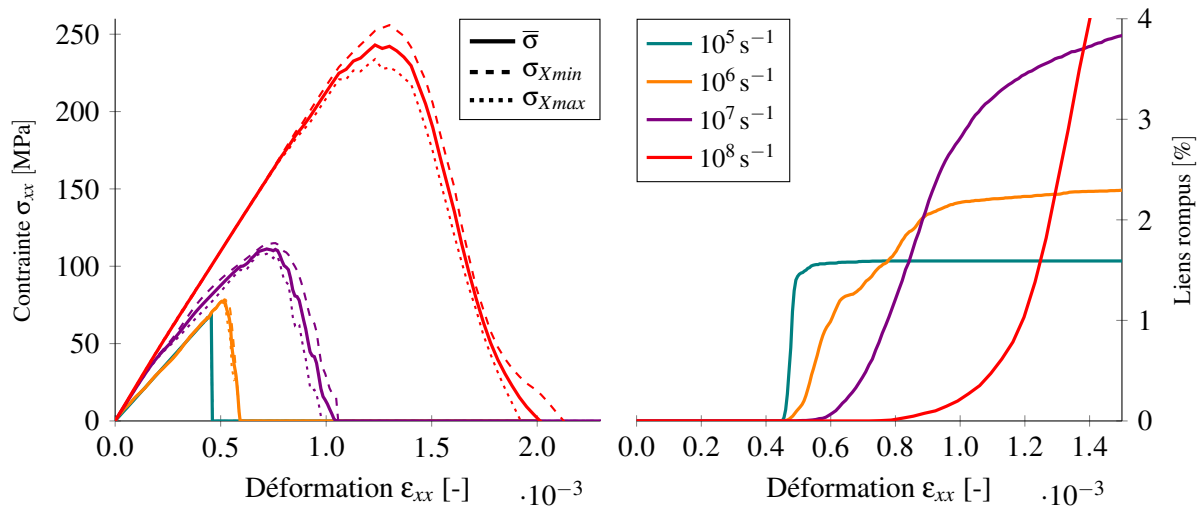 Contrainte σxx [MPa]
250
200
150
100
50
0
0.0 0.5 1.0 1.5 2.0
Déformation εxx [-]
·10⁻³
σ̅
σXmin
σXmax
10⁵ s⁻¹
10⁶ s⁻¹
10⁷ s⁻¹
10⁸ s⁻¹
4
3
2
1
0
Liens rompus [%]
0.0 0.2 0.4 0.6 0.8 1.0 1.2 1.4
Déformation εxx [-]
·10⁻³